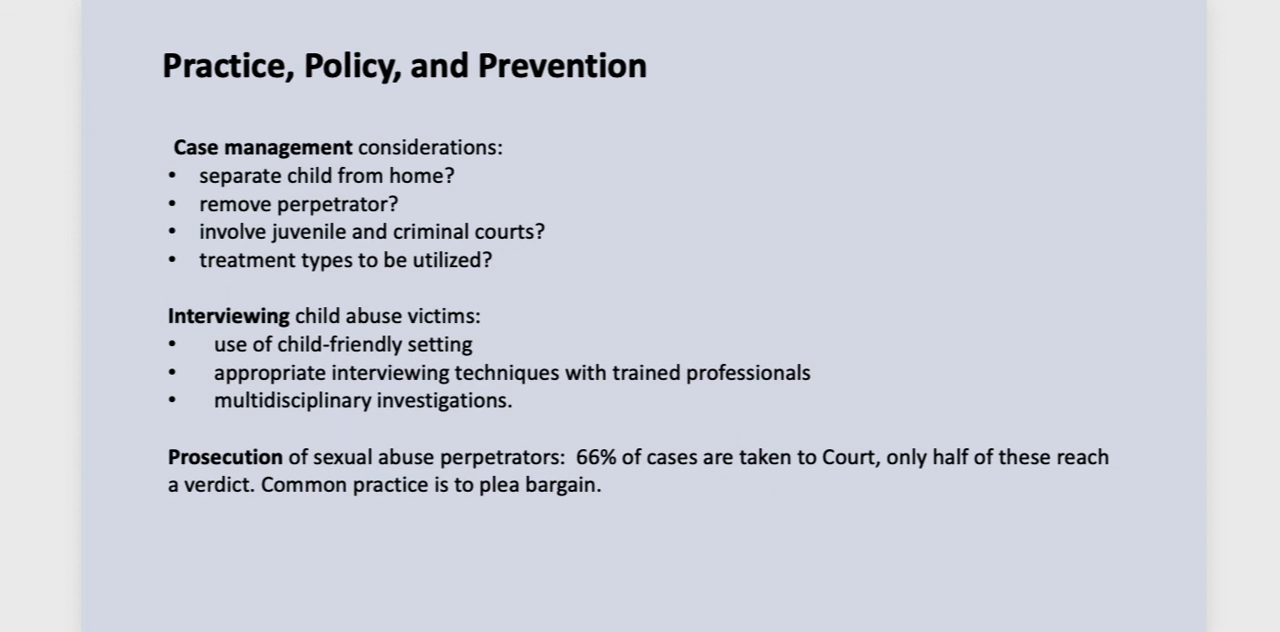 Practice, Policy, and Prevention
Case management considerations:
• separate child from home?
• remove perpetrator?
• involve juvenile and criminal courts?
• treatment types to be utilized?
Interviewing child abuse victims:
• use of child-friendly setting
• appropriate interviewing techniques with trained professionals
• multidisciplinary investigations.
Prosecution of sexual abuse perpetrators:  66% of cases are taken to Court, only half of these reach
a verdict. Common practice is to plea bargain.